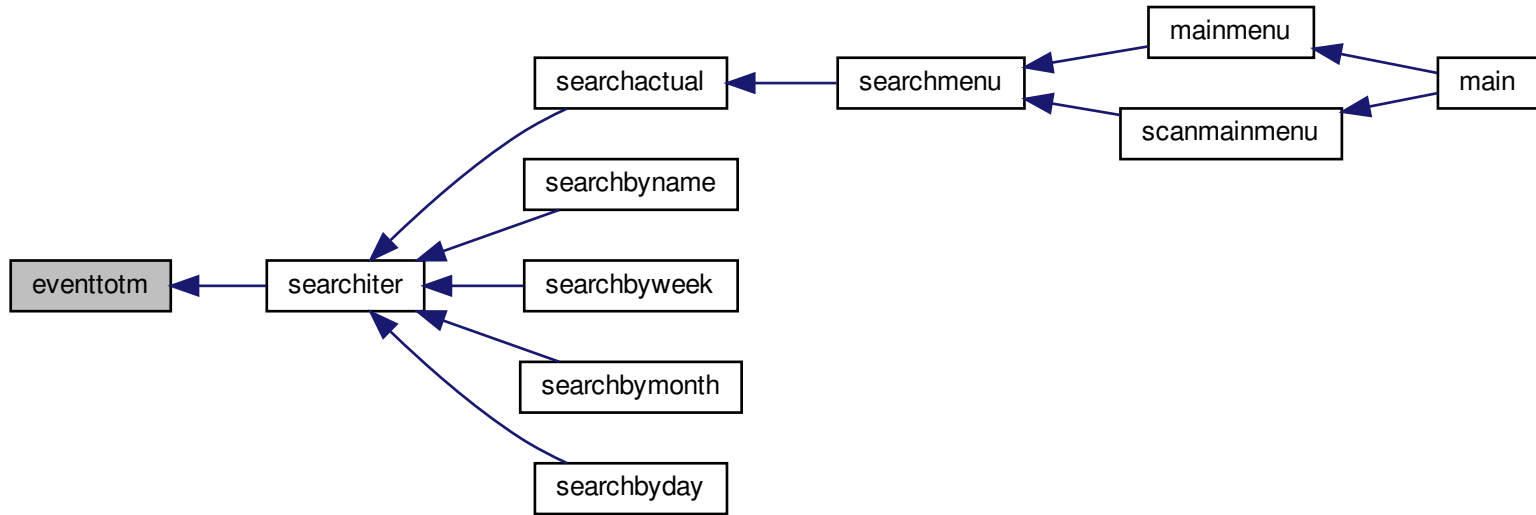 mainmenu
searchactual
searchmenu
main
scanmainmenu
searchbyname
eventtotm
searchiter
searchbyweek
searchbymonth
searchbyday